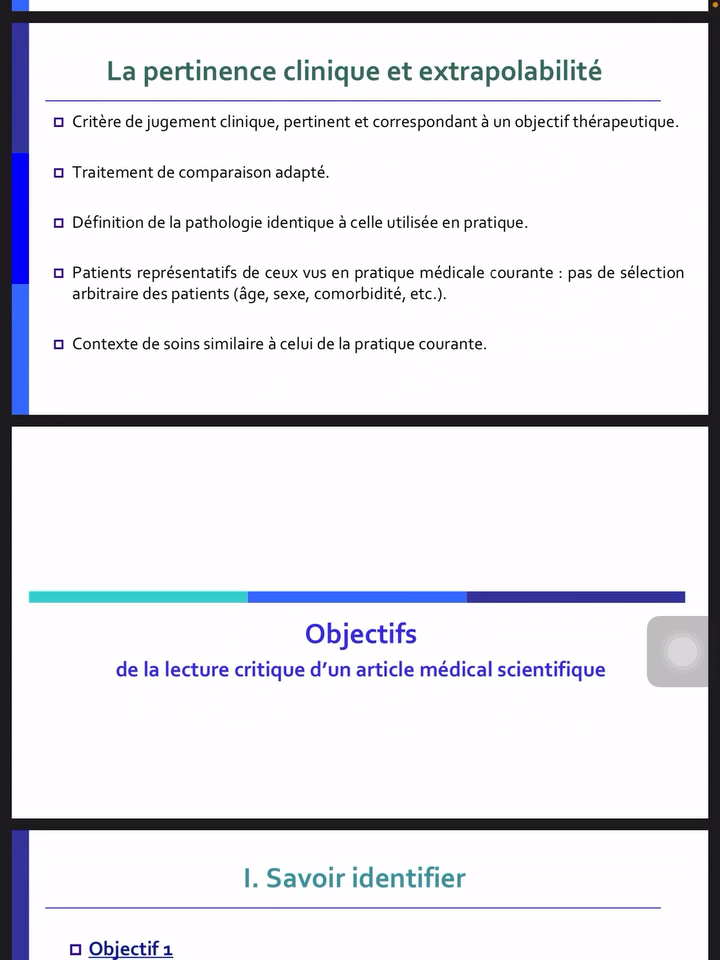 La pertinence clinique et extrapolabilité
Critère de jugement clinique, pertinent et correspondant à un objectif thérapeutique.
Traitement de comparaison adapté.
Définition de la pathologie identique à celle utilisée en pratique.
Patients représentatifs de ceux vus en pratique médicale courante : pas de sélection
arbitraire des patients (âge, sexe, comorbidité, etc.).
Contexte de soins similaire à celui de la pratique courante.
Objectifs
de la lecture critique d’un article médical scientifique
I. Savoir identifier
Objectif 1